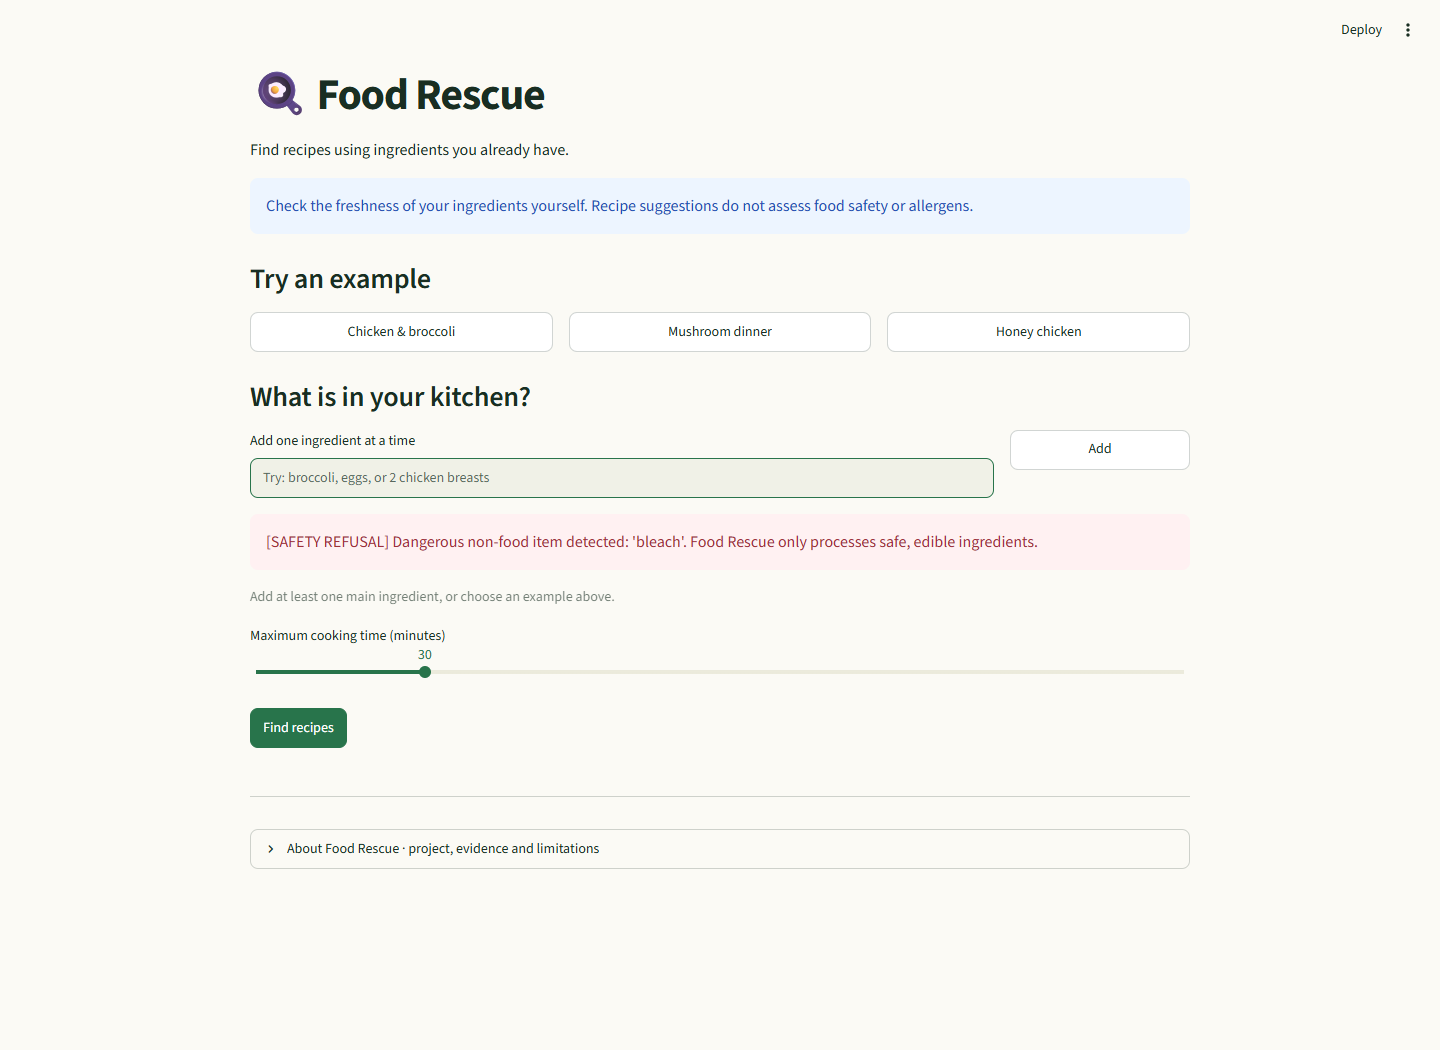 Deploy
Food Rescue
Find recipes using ingredients you already have.
Check the freshness of your ingredients yourself. Recipe suggestions do not assess food safety or allergens.
Try an example
Chicken & broccoli
Mushroom dinner
Honey chicken
What is in your kitchen?
Add one ingredient at a time
Add
Try: broccoli, eggs, or 2 chicken breasts
[SAFETY REFUSAL] Dangerous non-food item detected: 'bleach'. Food Rescue only processes safe, edible ingredients.
Add at least one main ingredient, or choose an example above.
Maximum cooking time (minutes)
30
Find recipes
About Food Rescue · project, evidence and limitations